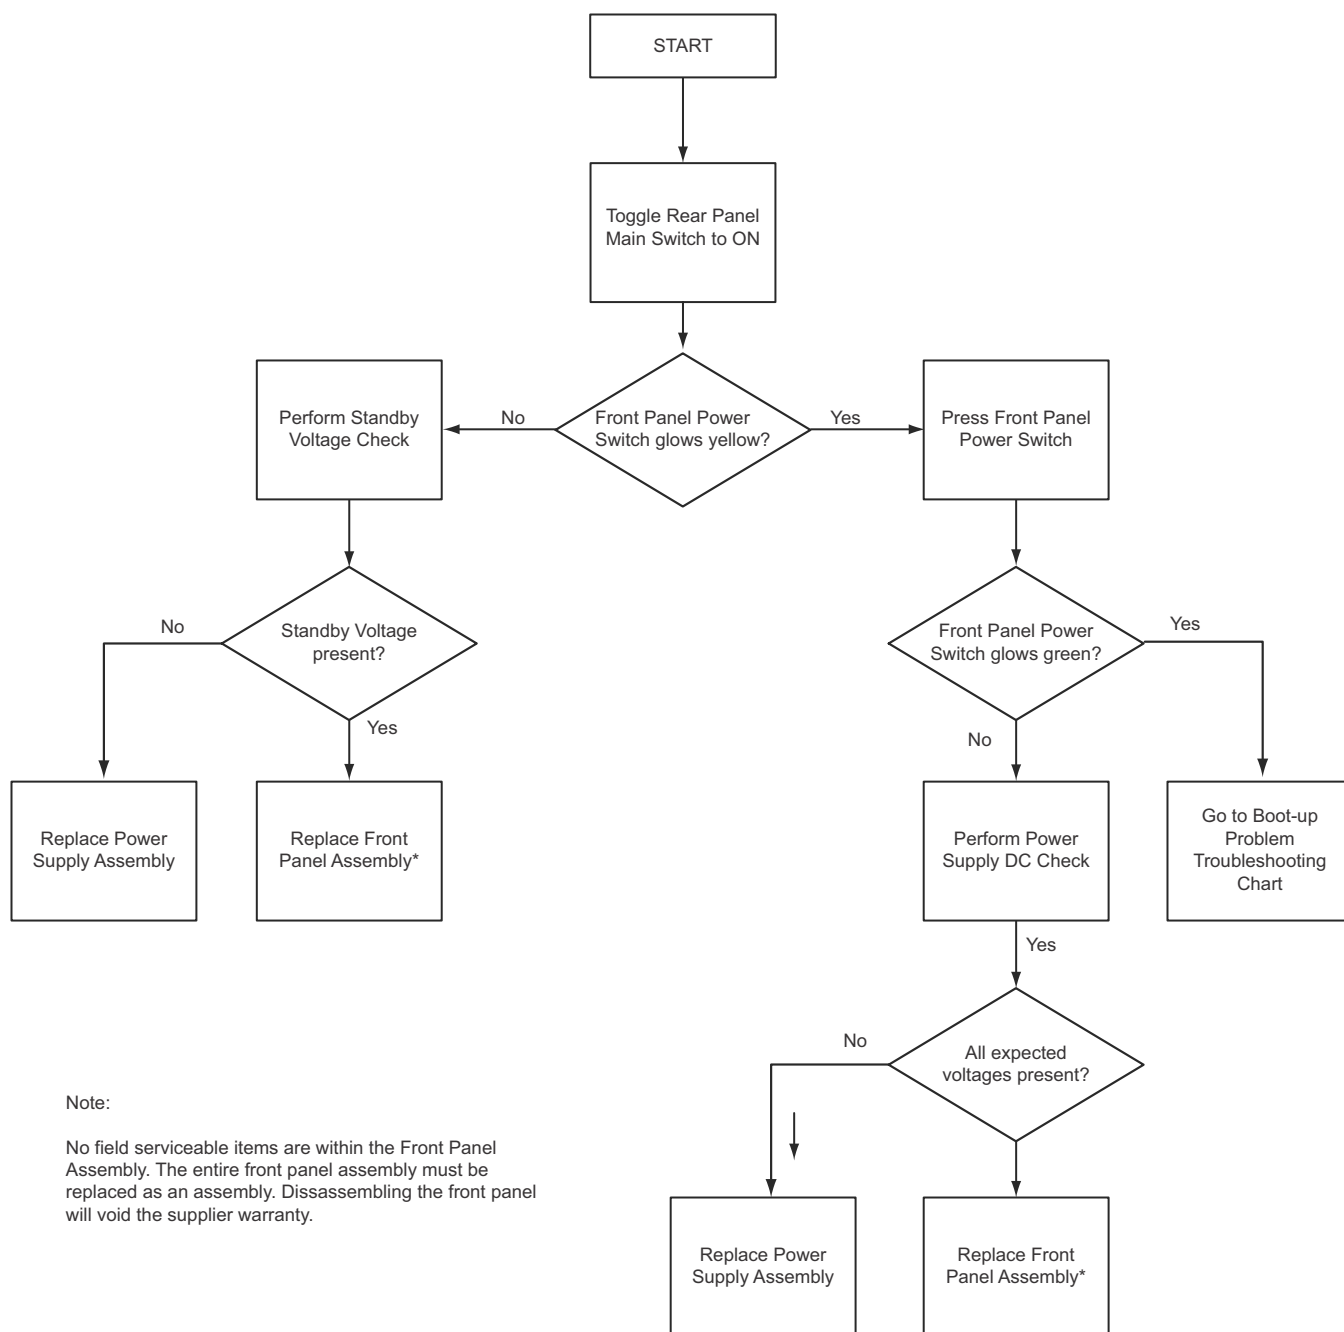 START
Toggle Rear Panel
Main Switch to ON
Perform Standby
Voltage Check
No
Front Panel Power
Switch glows yellow?
Yes
Press Front Panel
Power Switch
No
Standby Voltage
present?
Yes
Front Panel Power
Switch glows green?
Yes
No
Replace Power
Supply Assembly
Replace Front
Panel Assembly*
Perform Power
Supply DC Check
Go to Boot-up
Problem
Troubleshooting
Chart
Yes
No
All expected
voltages present?
Note:
No field serviceable items are within the Front Panel
Assembly. The entire front panel assembly must be
replaced as an assembly. Dissassembling the front panel
will void the supplier warranty.
Replace Power
Supply Assembly
Replace Front
Panel Assembly*